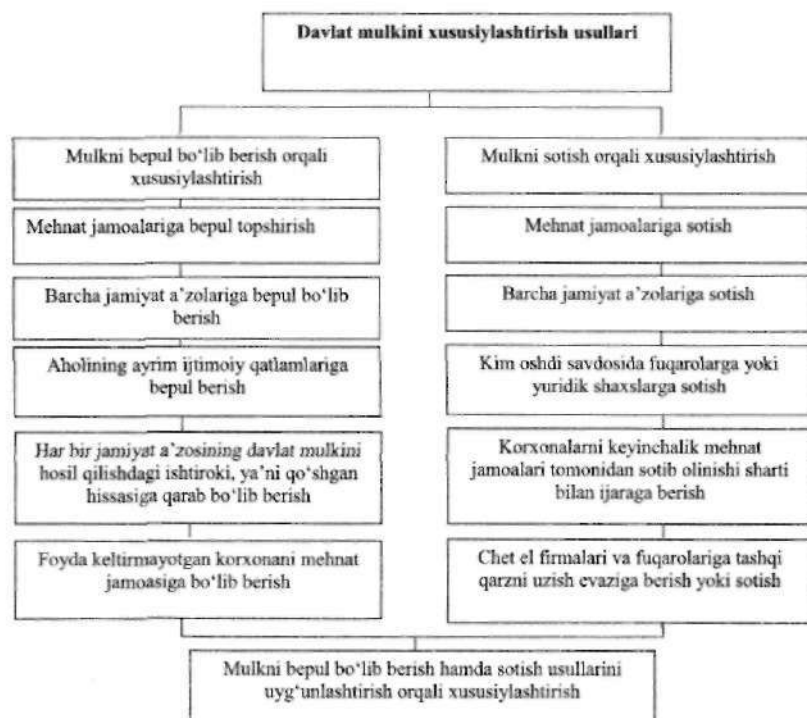 Davlat mulkini xususiylashtirish usullari
Mulkni bepul bo‘lib berish orqali
xususiylashtirish
Mehnat jamoalariga bepul topshirish
Barcha jamiyat a’zolariga bepul bo‘lib
berish
Aholining ayrim ijtimoiy qatlamlariga
bepul berish
Har bir jamiyat a’zosining davlat mulkini
hosil qilishdagi ishtiroki, ya’ni qo‘shgan
hissasiga qarab bo‘lib berish
Foyda keltirmayotgan korxonani mehnat
jamoasiga bo‘lib berish
Mulkni sotish orqali xususiylashtirish
Mehnat jamoalariga sotish
Barcha jamiyat a’zolariga sotish
Kim oshdi savdosida fuqarolarga yoki
yuridik shaxslarga sotish
Korxonalarni keyinchalik mehnat
jamoalari tomonidan sotib olinishi sharti
bilan ijaraga berish
Chet el firmalari va fuqarolariga tashqi
qarzni uzish evaziga berish yoki sotish
Mulkni bepul bo‘lib berish hamda sotish usullarini
uyg‘unlashtirish orqali xususiylashtirish